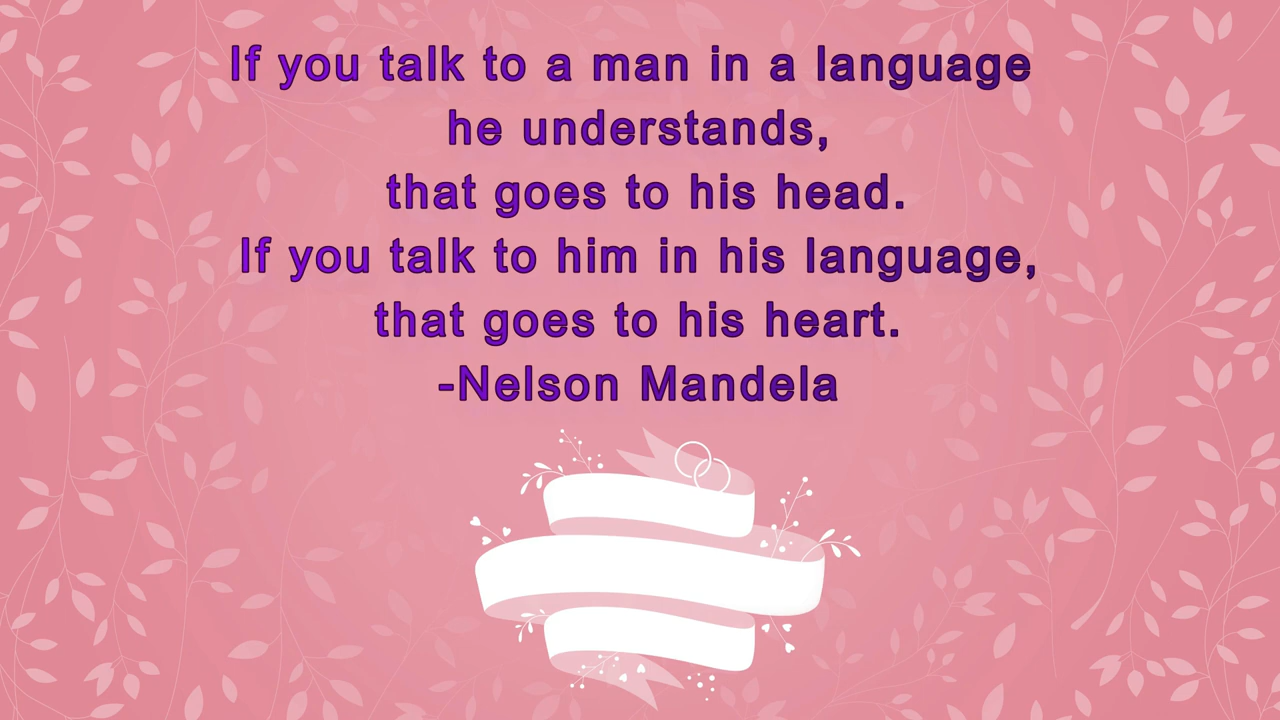 If you talk to a man in a language
he understands,
that goes to his head.
If you talk to him in his language,
that goes to his heart.
-Nelson Mandela